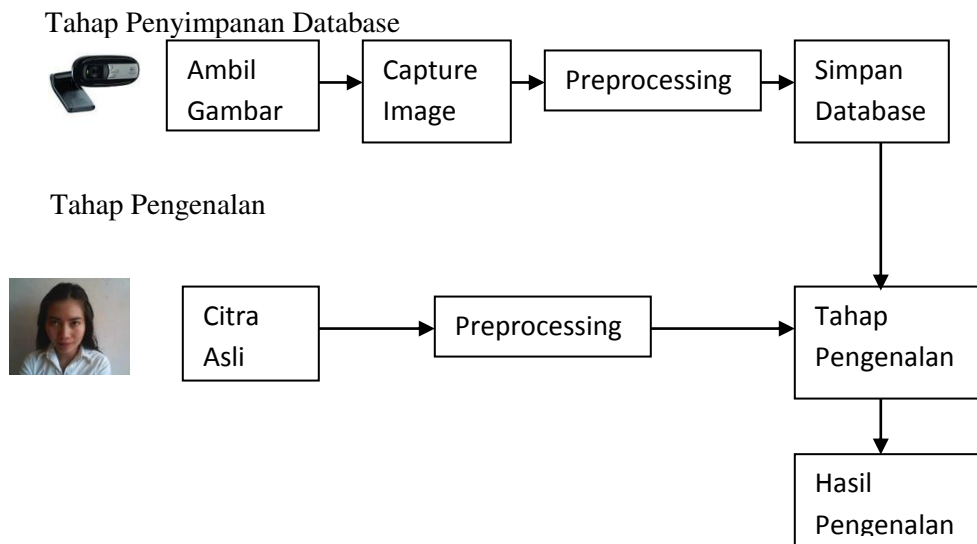 Tahap Penyimpanan Database
Ambil
Gambar
Capture
Image
Preprocessing
Simpan
Database
Tahap Pengenalan
Citra
Asli
Preprocessing
Tahap
Pengenalan
Hasil
Pengenalan